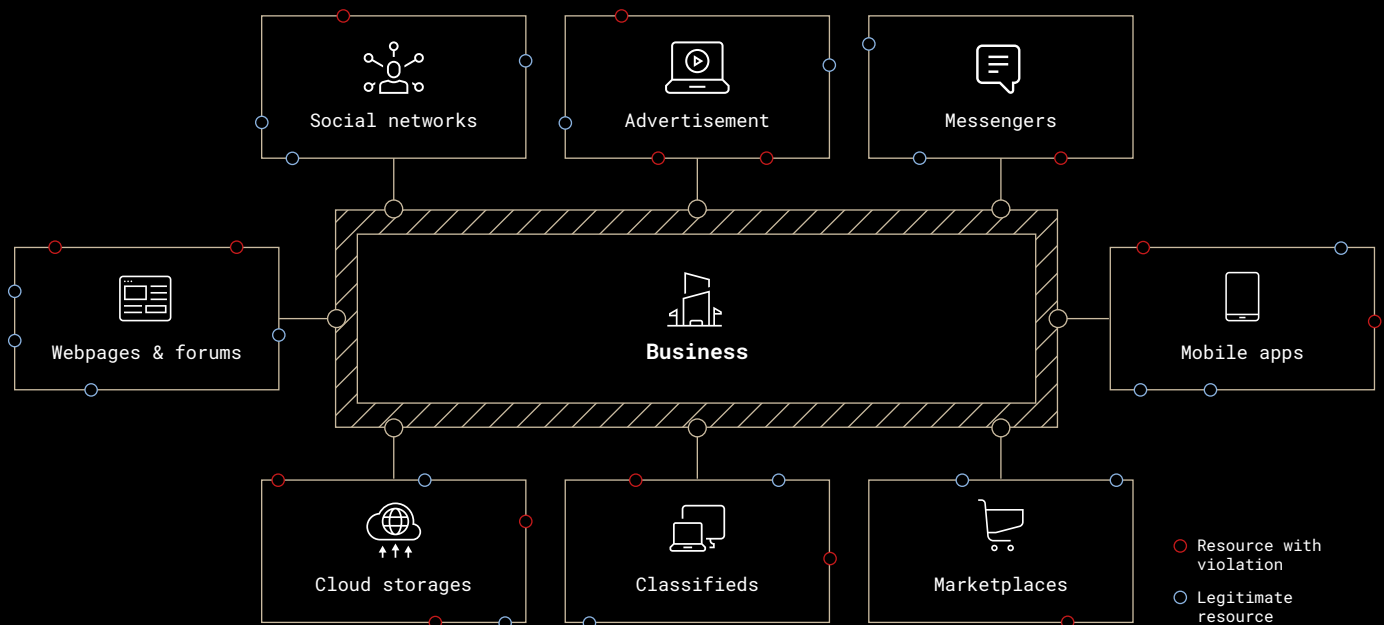 Social networks
Advertisement
Messengers
Webpages & forums
Business
Mobile apps
Cloud storages
Classifieds
Marketplaces
Resource with
violation
Legitimate
resource